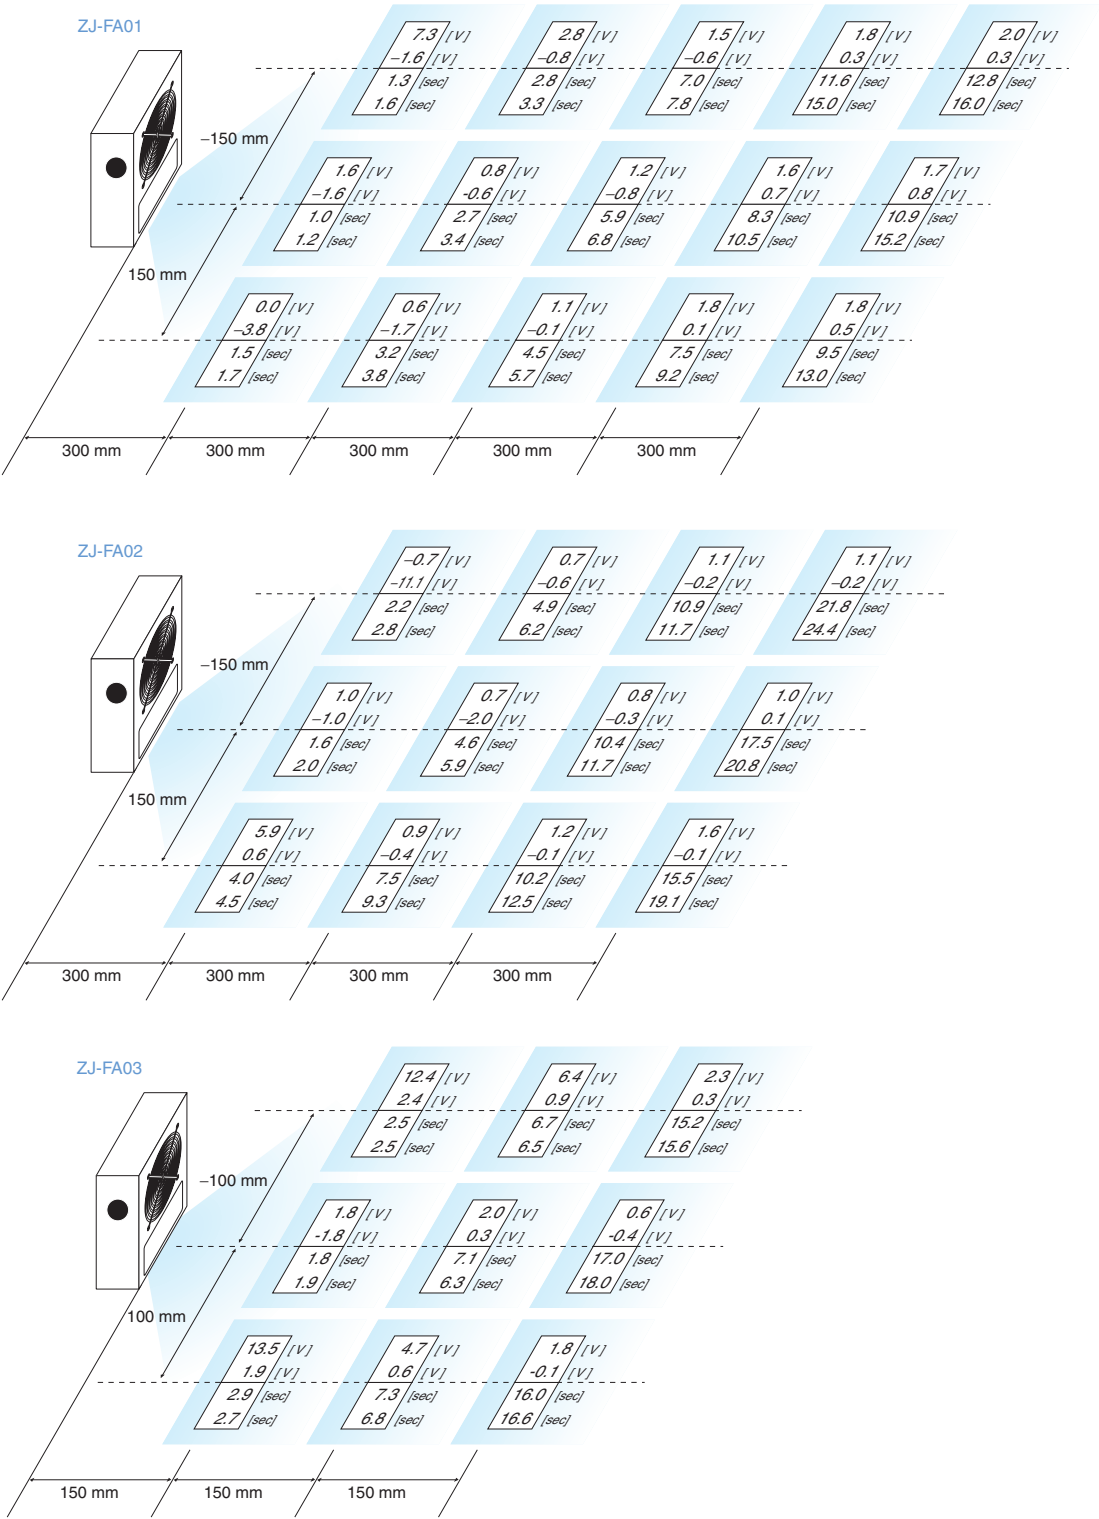 ZJ-FA01
7.3 [V] 2.8 [V] 1.5 [V] 1.8 [V] 2.0 [V]
–1.6 [V] –0.8 [V] –0.6 [V] 0.3 [V] 0.3 [V]
1.3 [sec] 2.8 [sec] 7.0 [sec] 11.6 [sec] 12.8 [sec]
1.6 [sec] 3.3 [sec] 7.8 [sec] 15.0 [sec] 16.0 [sec]
–150 mm
1.6 [V] 0.8 [V] 1.2 [V] 1.6 [V] 1.7 [V]
–1.6 [V] -0.6 [V] –0.8 [V] 0.7 [V] 0.8 [V]
1.0 [sec] 2.7 [sec] 5.9 [sec] 8.3 [sec] 10.9 [sec]
1.2 [sec] 3.4 [sec] 6.8 [sec] 10.5 [sec] 15.2 [sec]
150 mm
0.0 [V] 0.6 [V] 1.1 [V] 1.8 [V] 1.8 [V]
–3.8 [V] –1.7 [V] –0.1 [V] 0.1 [V] 0.5 [V]
1.5 [sec] 3.2 [sec] 4.5 [sec] 7.5 [sec] 9.5 [sec]
1.7 [sec] 3.8 [sec] 5.7 [sec] 9.2 [sec] 13.0 [sec]
300 mm 300 mm 300 mm 300 mm 300 mm
ZJ-FA02
–0.7 [V] 0.7 [V] 1.1 [V] 1.1 [V]
–11.1 [V] –0.6 [V] –0.2 [V] –0.2 [V]
2.2 [sec] 4.9 [sec] 10.9 [sec] 21.8 [sec]
2.8 [sec] 6.2 [sec] 11.7 [sec] 24.4 [sec]
–150 mm
1.0 [V] 0.7 [V] 0.8 [V] 1.0 [V]
–1.0 [V] –2.0 [V] –0.3 [V] 0.1 [V]
1.6 [sec] 4.6 [sec] 10.4 [sec] 17.5 [sec]
2.0 [sec] 5.9 [sec] 11.7 [sec] 20.8 [sec]
150 mm
5.9 [V] 0.9 [V] 1.2 [V] 1.6 [V]
0.6 [V] –0.4 [V] –0.1 [V] –0.1 [V]
4.0 [sec] 7.5 [sec] 10.2 [sec] 15.5 [sec]
4.5 [sec] 9.3 [sec] 12.5 [sec] 19.1 [sec]
300 mm 300 mm 300 mm 300 mm
ZJ-FA03
12.4 [V] 6.4 [V] 2.3 [V]
2.4 [V] 0.9 [V] 0.3 [V]
2.5 [sec] 6.7 [sec] 15.2 [sec]
2.5 [sec] 6.5 [sec] 15.6 [sec]
–100 mm
1.8 [V] 2.0 [V] 0.6 [V]
-1.8 [V] 0.3 [V] -0.4 [V]
1.8 [sec] 7.1 [sec] 17.0 [sec]
1.9 [sec] 6.3 [sec] 18.0 [sec]
100 mm
13.5 [V] 4.7 [V] 1.8 [V]
1.9 [V] 0.6 [V] -0.1 [V]
2.9 [sec] 7.3 [sec] 16.0 [sec]
2.7 [sec] 6.8 [sec] 16.6 [sec]
150 mm 150 mm 150 mm